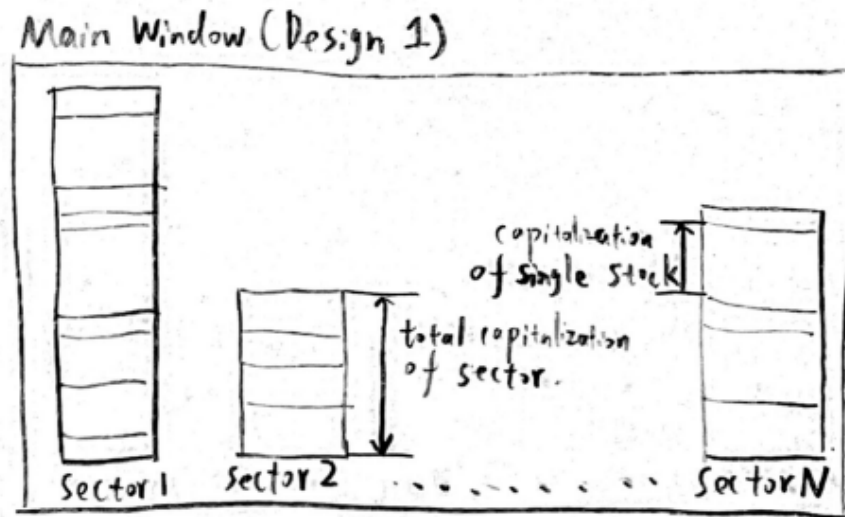 Main Window (Design 1)
capitalization
of single stock
total capitalization
of sector.
Sector 1
Sector 2
. . . . . . . .
Sector N